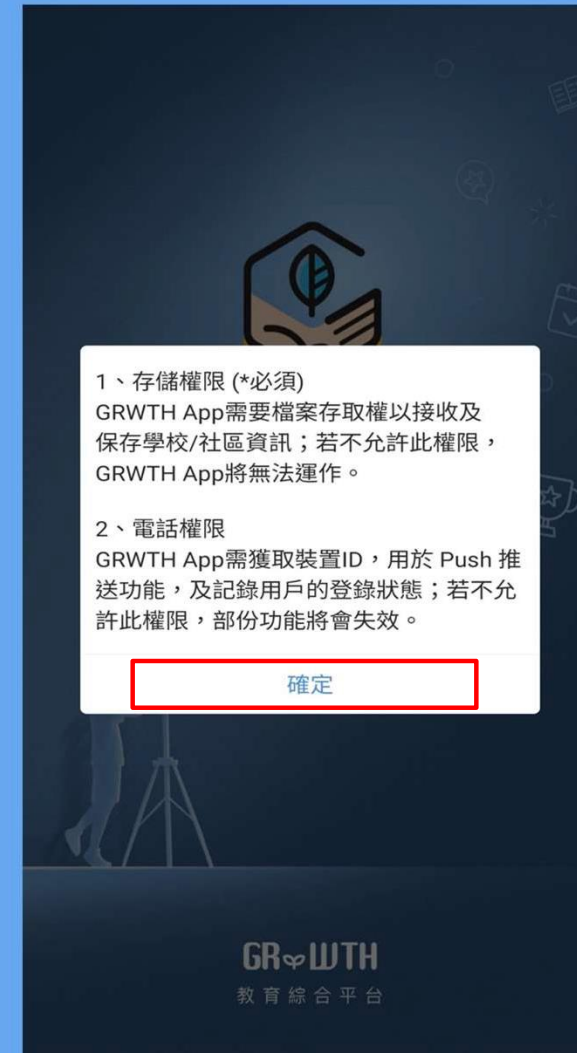 1、存儲權限 (*必須)
GRWTH App需要檔案存取權以接收及
保存學校/社區資訊；若不允許此權限，
GRWTH App將無法運作。
2、電話權限
GRWTH App需獲取裝置ID，用於 Push 推
送功能，及記錄用戶的登錄狀態；若不允
許此權限，部份功能將會失效。
確定
GRWTH
教育綜合平台